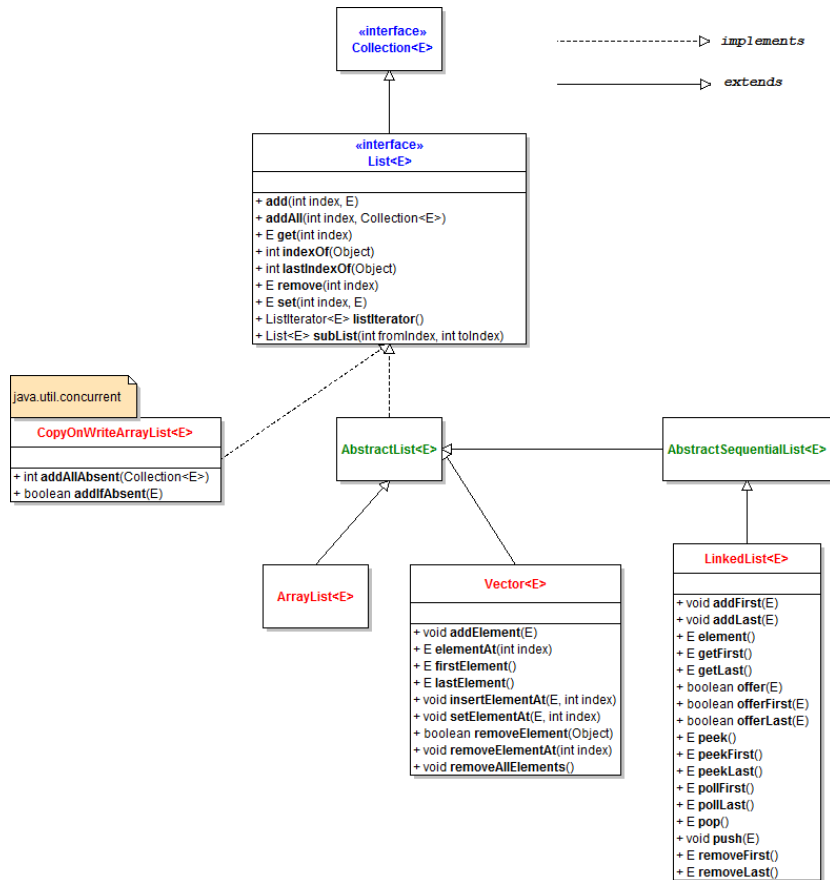 «interface»
Collection<E>
implements
extends
«interface»
List<E>
+ add(int index, E)
+ addAll(int index, Collection<E>)
+ E get(int index)
+ int indexOf(Object)
+ int lastIndexOf(Object)
+ E remove(int index)
+ E set(int index, E)
+ ListIterator<E> listIterator()
+ List<E> subList(int fromIndex, int toIndex)
java.util.concurrent
CopyOnWriteArrayList<E>
+ int addAllAbsent(Collection<E>)
+ boolean addIfAbsent(E)
AbstractList<E>
AbstractSequentialList<E>
ArrayList<E>
Vector<E>
+ void addElement(E)
+ E elementAt(int index)
+ E firstElement()
+ E lastElement()
+ void insertElementAt(E, int index)
+ void setElementAt(E, int index)
+ boolean removeElement(Object)
+ void removeElementAt(int index)
+ void removeAllElements()
LinkedList<E>
+ void addFirst(E)
+ void addLast(E)
+ E element()
+ E getFirst()
+ E getLast()
+ boolean offer(E)
+ boolean offerFirst(E)
+ boolean offerLast(E)
+ E peek()
+ E peekFirst()
+ E peekLast()
+ E pollFirst()
+ E pollLast()
+ E pop()
+ void push(E)
+ E removeFirst()
+ E removeLast()